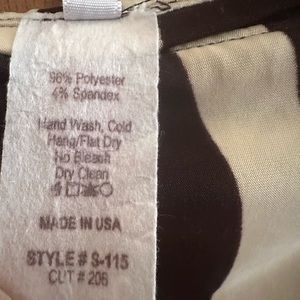 96% Polyester
4% Spandex
Hand Wash, Cold
Hang/Flat Dry
No Bleach
Dry Clean
MADE IN USA
STYLE # S-115
CUT # 206